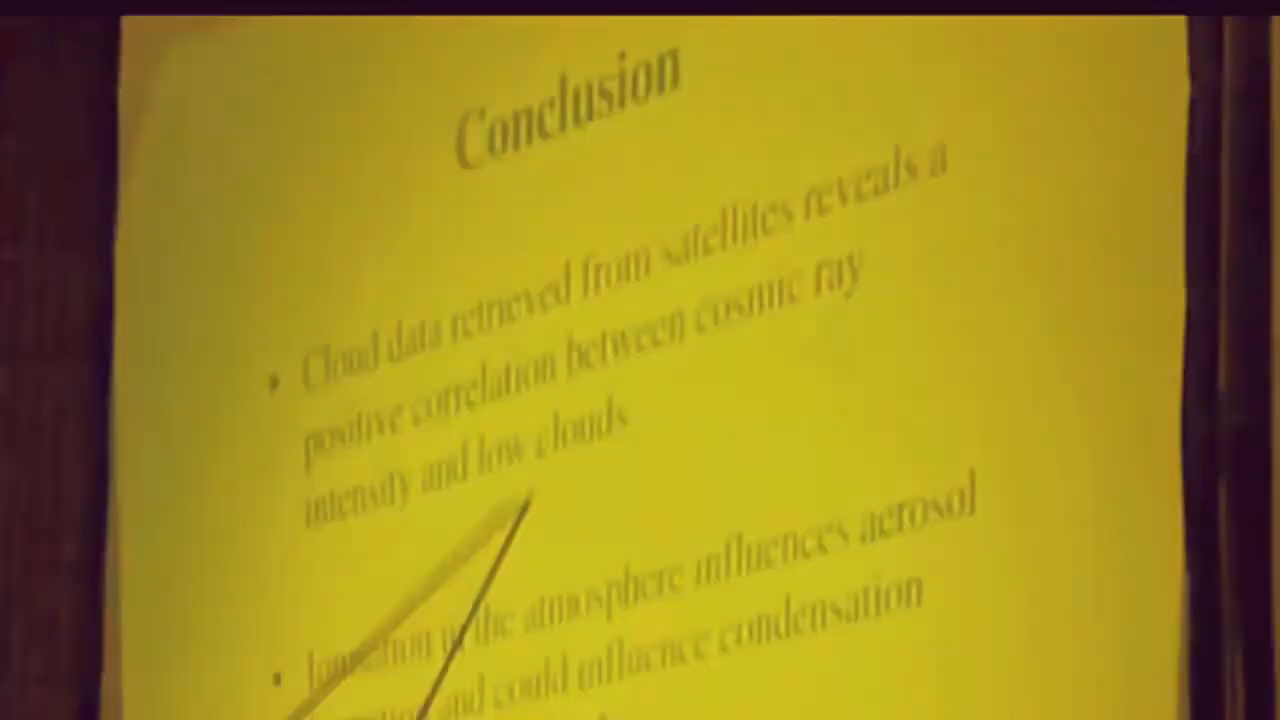 Conclusion
• Cloud data retrieved from satellites reveals a
positive correlation between cosmic ray
intensity and low clouds
• the atmosphere influences aerosol
and could influence condensation